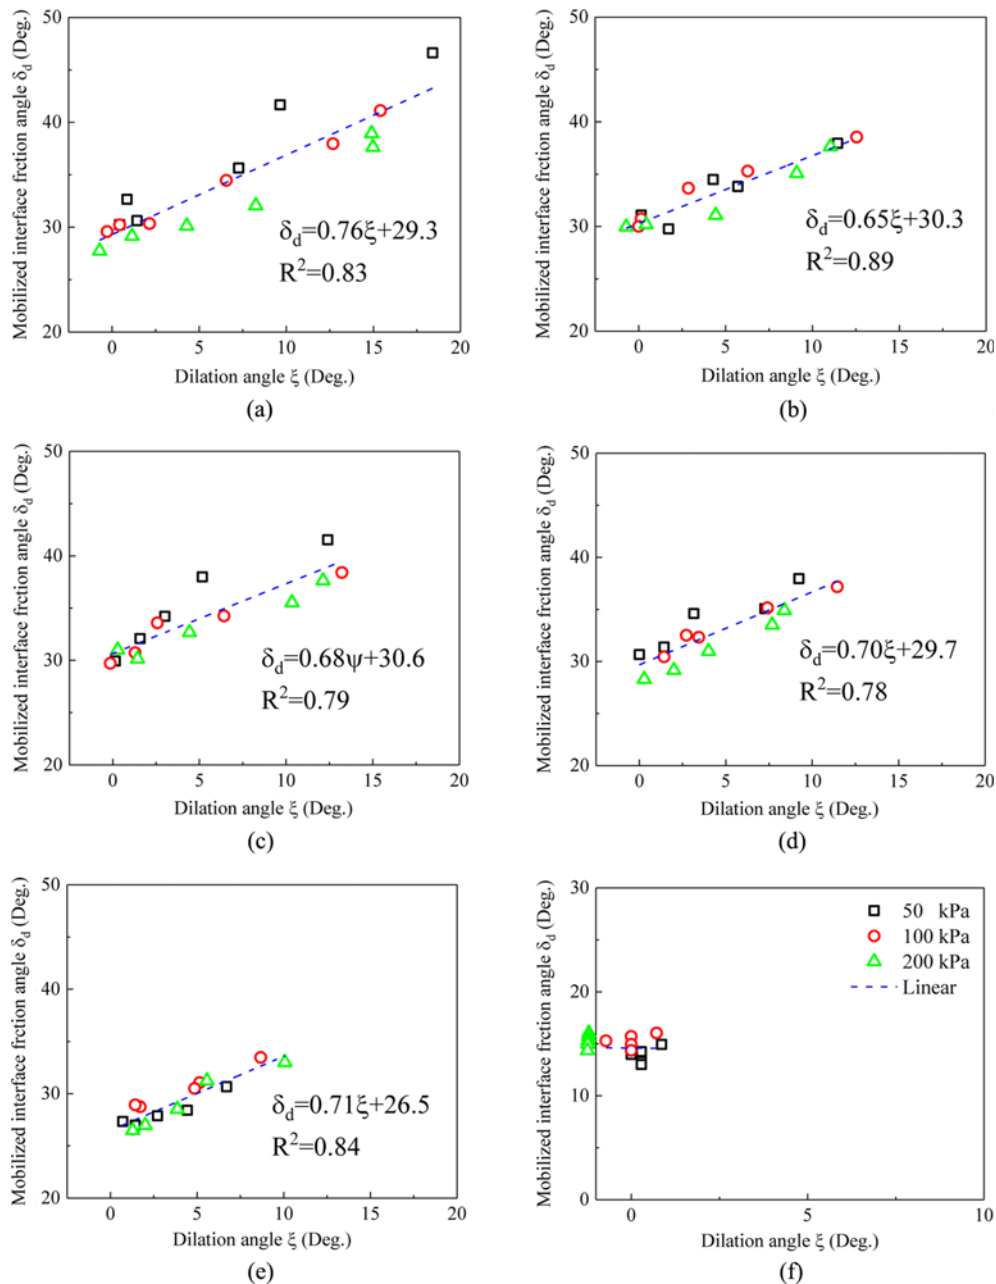 50
40
30
20
0
5
10
15
20
Mobilized interface frction angle δd (Deg.)
δd=0.76ξ+29.3
R²=0.83
Dilation angle ξ (Deg.)
(a)
50
40
30
20
0
5
10
15
20
Mobilized interface frction angle δd (Deg.)
δd=0.65ξ+30.3
R²=0.89
Dilation angle ξ (Deg.)
(b)
50
40
30
20
0
5
10
15
20
Mobilized interface frction angle δd (Deg.)
δd=0.68ψ+30.6
R²=0.79
Dilation angle ξ (Deg.)
(c)
50
40
30
20
0
5
10
15
20
Mobilized interface frction angle δd (Deg.)
δd=0.70ξ+29.7
R²=0.78
Dilation angle ξ (Deg.)
(d)
50
40
30
20
0
5
10
15
20
Mobilized interface frction angle δd (Deg.)
δd=0.71ξ+26.5
R²=0.84
Dilation angle ξ (Deg.)
(e)
30
20
10
0
0
5
10
Mobilized interface frction angle δd (Deg.)
50 kPa
100 kPa
200 kPa
Linear
Dilation angle ξ (Deg.)
(f)